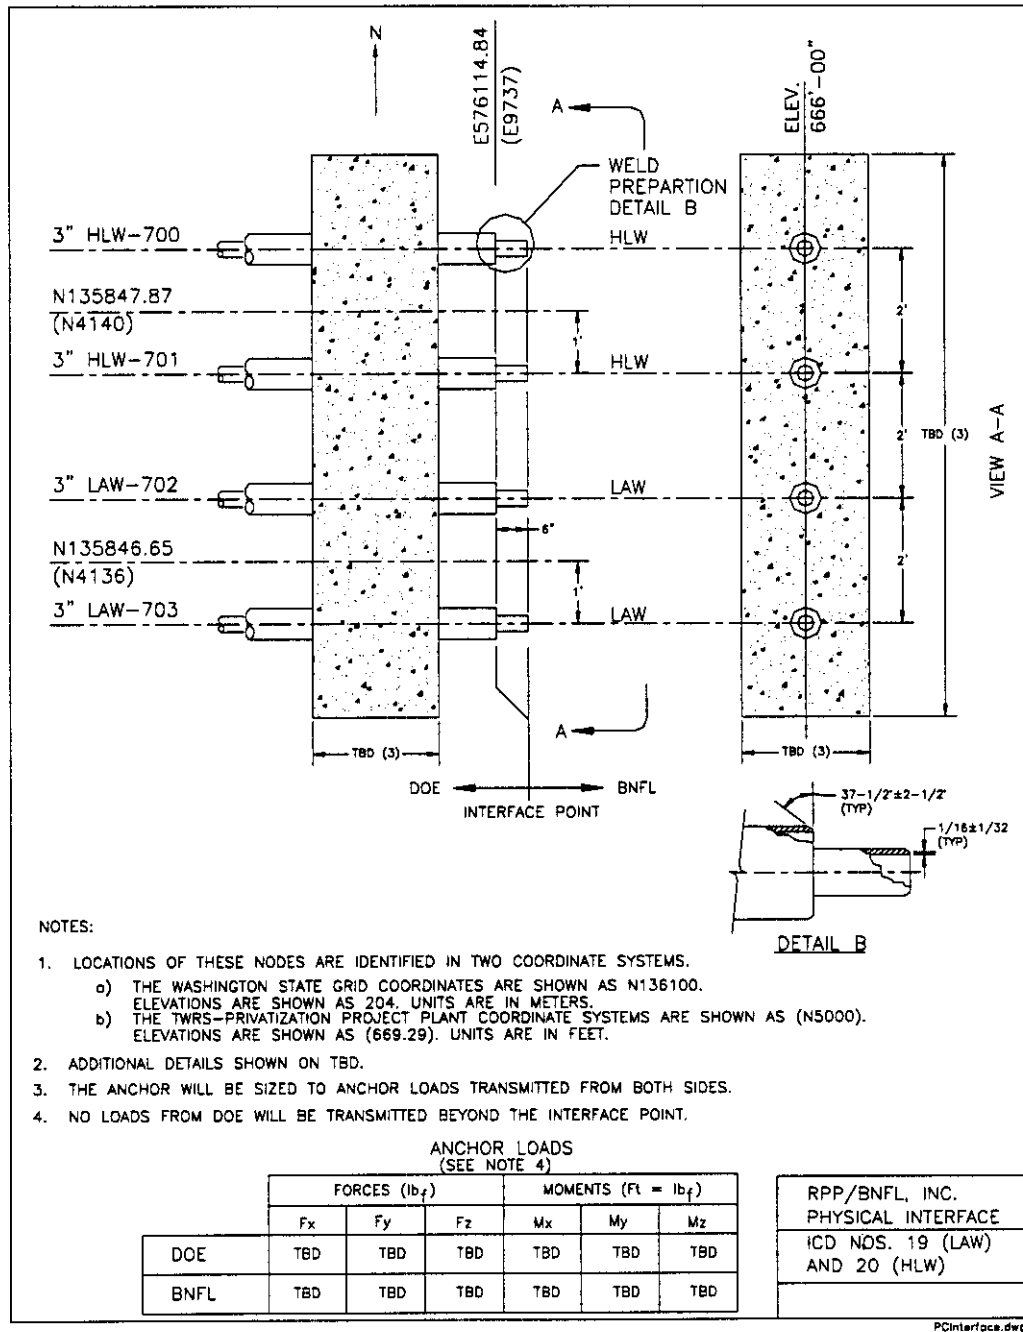 N
E576114.84
(E9737)
A
ELEV.
666'-00"
WELD
PREPARTION
DETAIL B
3" HLW-700
HLW
2'
N135847.87
(N4140)
1'
3" HLW-701
HLW
2'
TBD (3)
VIEW A-A
3" LAW-702
LAW
6"
2'
N135846.65
(N4136)
1'
3" LAW-703
LAW
A
TBD (3)
TBD (3)
DOE
BNFL
INTERFACE POINT
37-1/2°±2-1/2°
(TYP)
1/16±1/32
(TYP)
DETAIL B
NOTES:
1. LOCATIONS OF THESE NODES ARE IDENTIFIED IN TWO COORDINATE SYSTEMS.
a) THE WASHINGTON STATE GRID COORDINATES ARE SHOWN AS N136100.
ELEVATIONS ARE SHOWN AS 204. UNITS ARE IN METERS.
b) THE TWRS-PRIVATIZATION PROJECT PLANT COORDINATE SYSTEMS ARE SHOWN AS (N5000).
ELEVATIONS ARE SHOWN AS (669.29). UNITS ARE IN FEET.
2. ADDITIONAL DETAILS SHOWN ON TBD.
3. THE ANCHOR WILL BE SIZED TO ANCHOR LOADS TRANSMITTED FROM BOTH SIDES.
4. NO LOADS FROM DOE WILL BE TRANSMITTED BEYOND THE INTERFACE POINT.
ANCHOR LOADS
(SEE NOTE 4)
FORCES (lbf) MOMENTS (Ft = lbf)
Fx Fy Fz Mx My Mz
DOE TBD TBD TBD TBD TBD TBD
BNFL TBD TBD TBD TBD TBD TBD
RPP/BNFL, INC.
PHYSICAL INTERFACE
ICD NOS. 19 (LAW)
AND 20 (HLW)
PCInterface.dwg